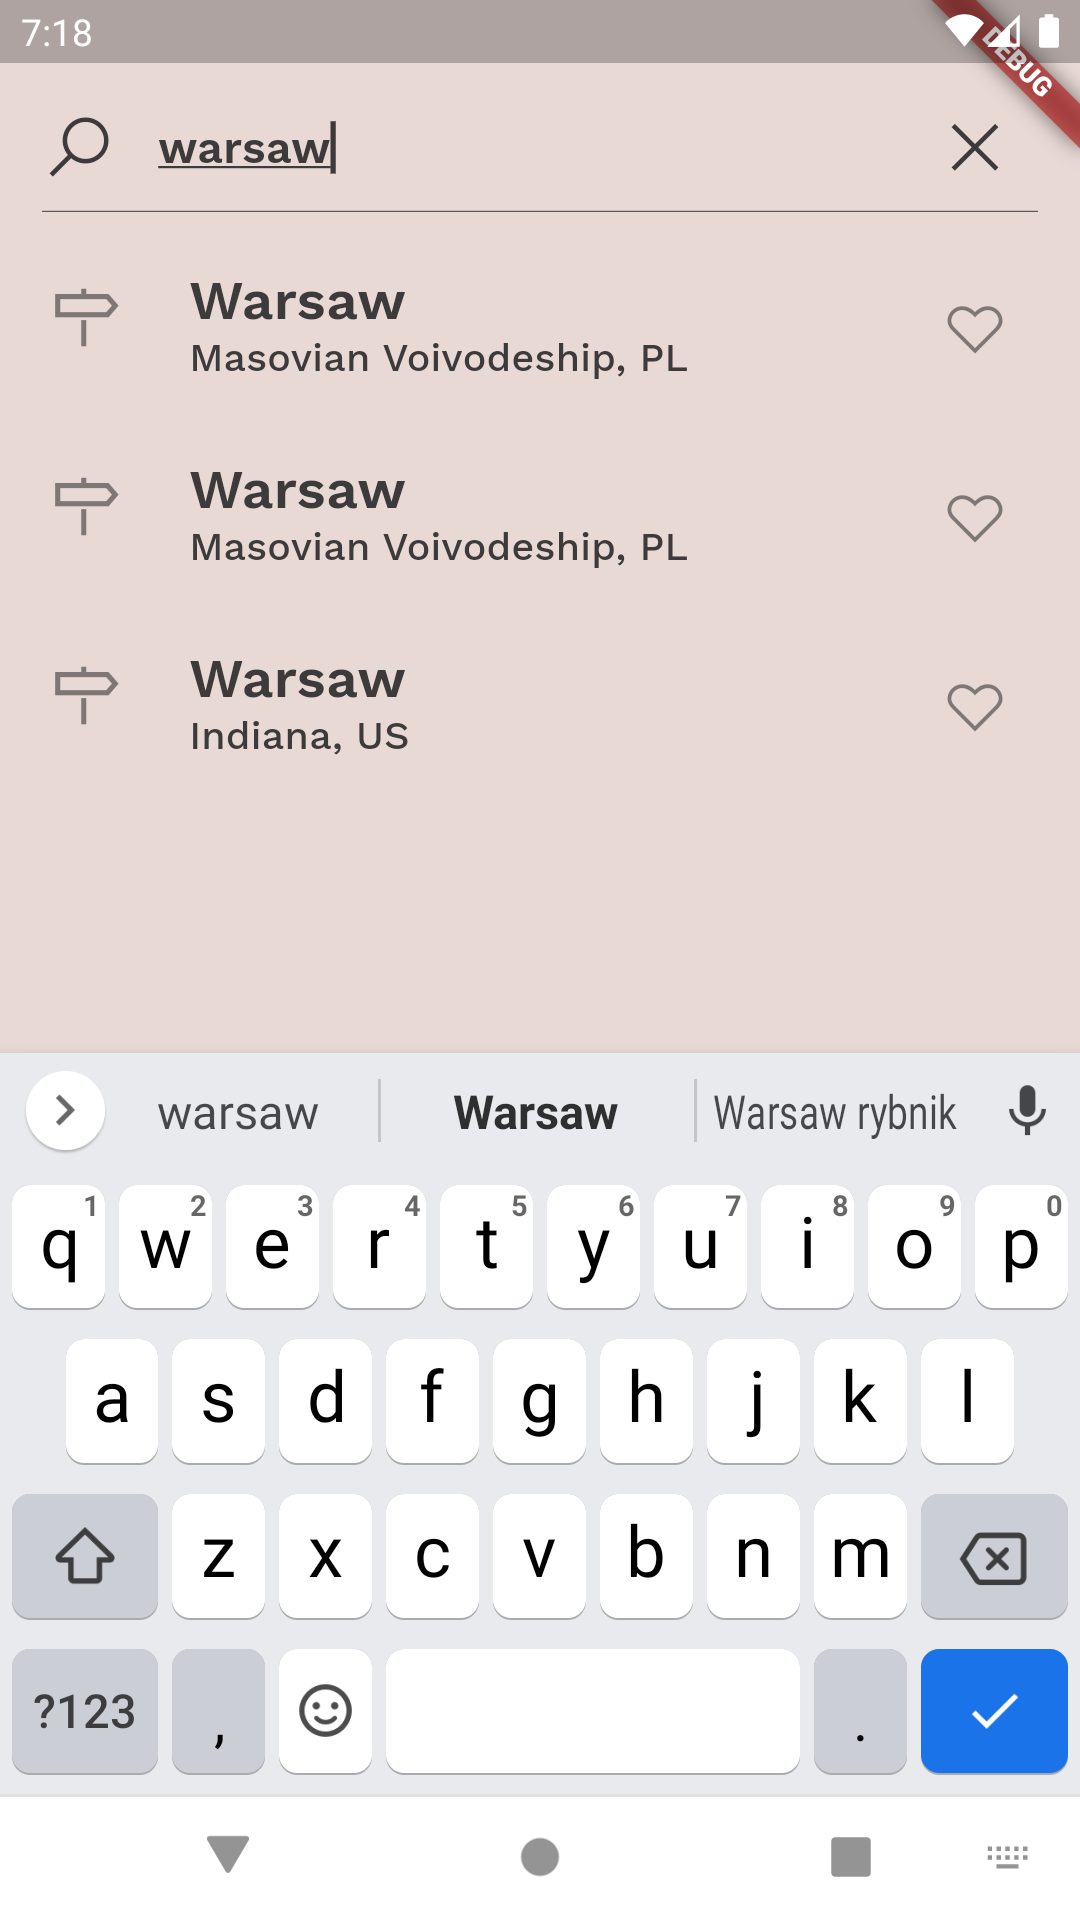 7:18
DEBUG
warsaw
Warsaw
Masovian Voivodeship, PL
Warsaw
Masovian Voivodeship, PL
Warsaw
Indiana, US
warsaw Warsaw Warsaw rybnik
1 2 3 4 5 6 7 8 9 0
q w e r t y u i o p
a s d f g h j k l
z x c v b n m
?123 , .